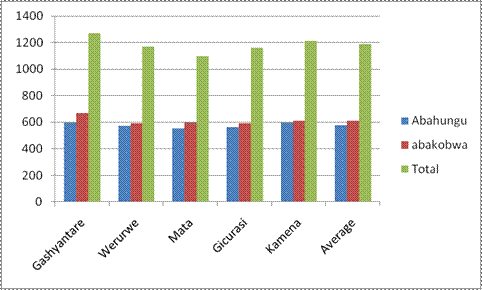 1400
1200
1000
800
600
400
200
0
Gashyantare
Werurwe
Mata
Gicurasi
Kamena
Average
Abahungu
abakobwa
Total